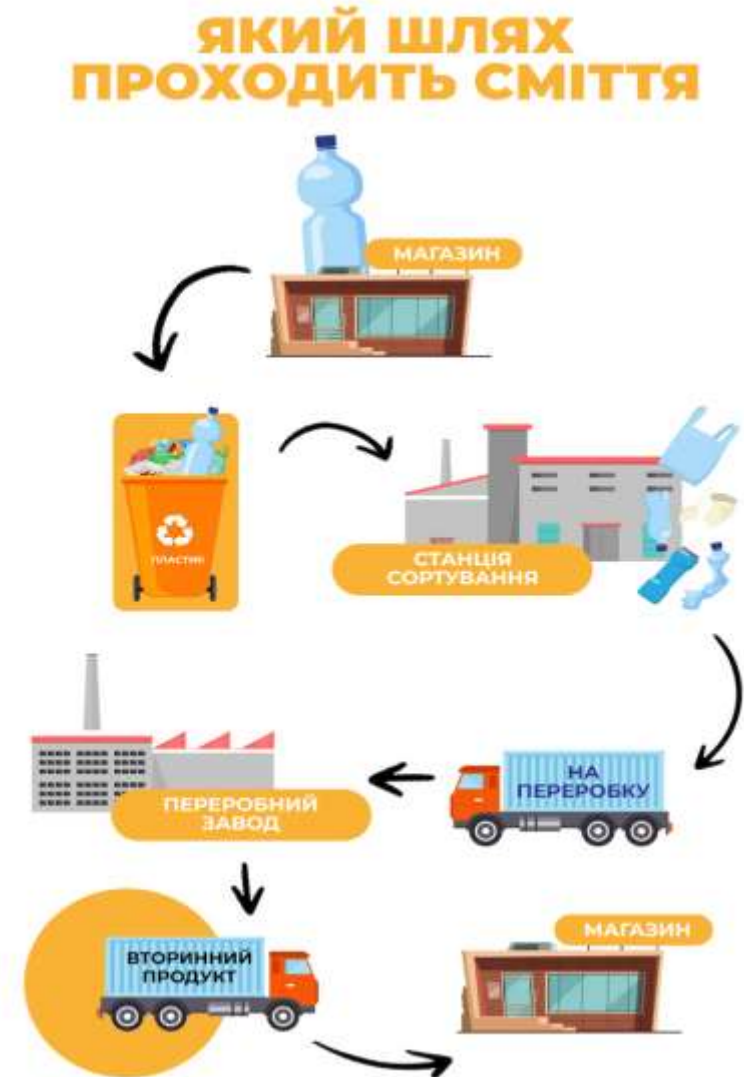 ЯКИЙ ШЛЯХ
ПРОХОДИТЬ СМІТТЯ
МАГАЗИН
ПЛАСТИК
СТАНЦІЯ
СОРТУВАННЯ
НА
ПЕРЕРОБКУ
ПЕРЕРОБНИЙ
ЗАВОД
ВТОРИННИЙ
ПРОДУКТ
МАГАЗИН